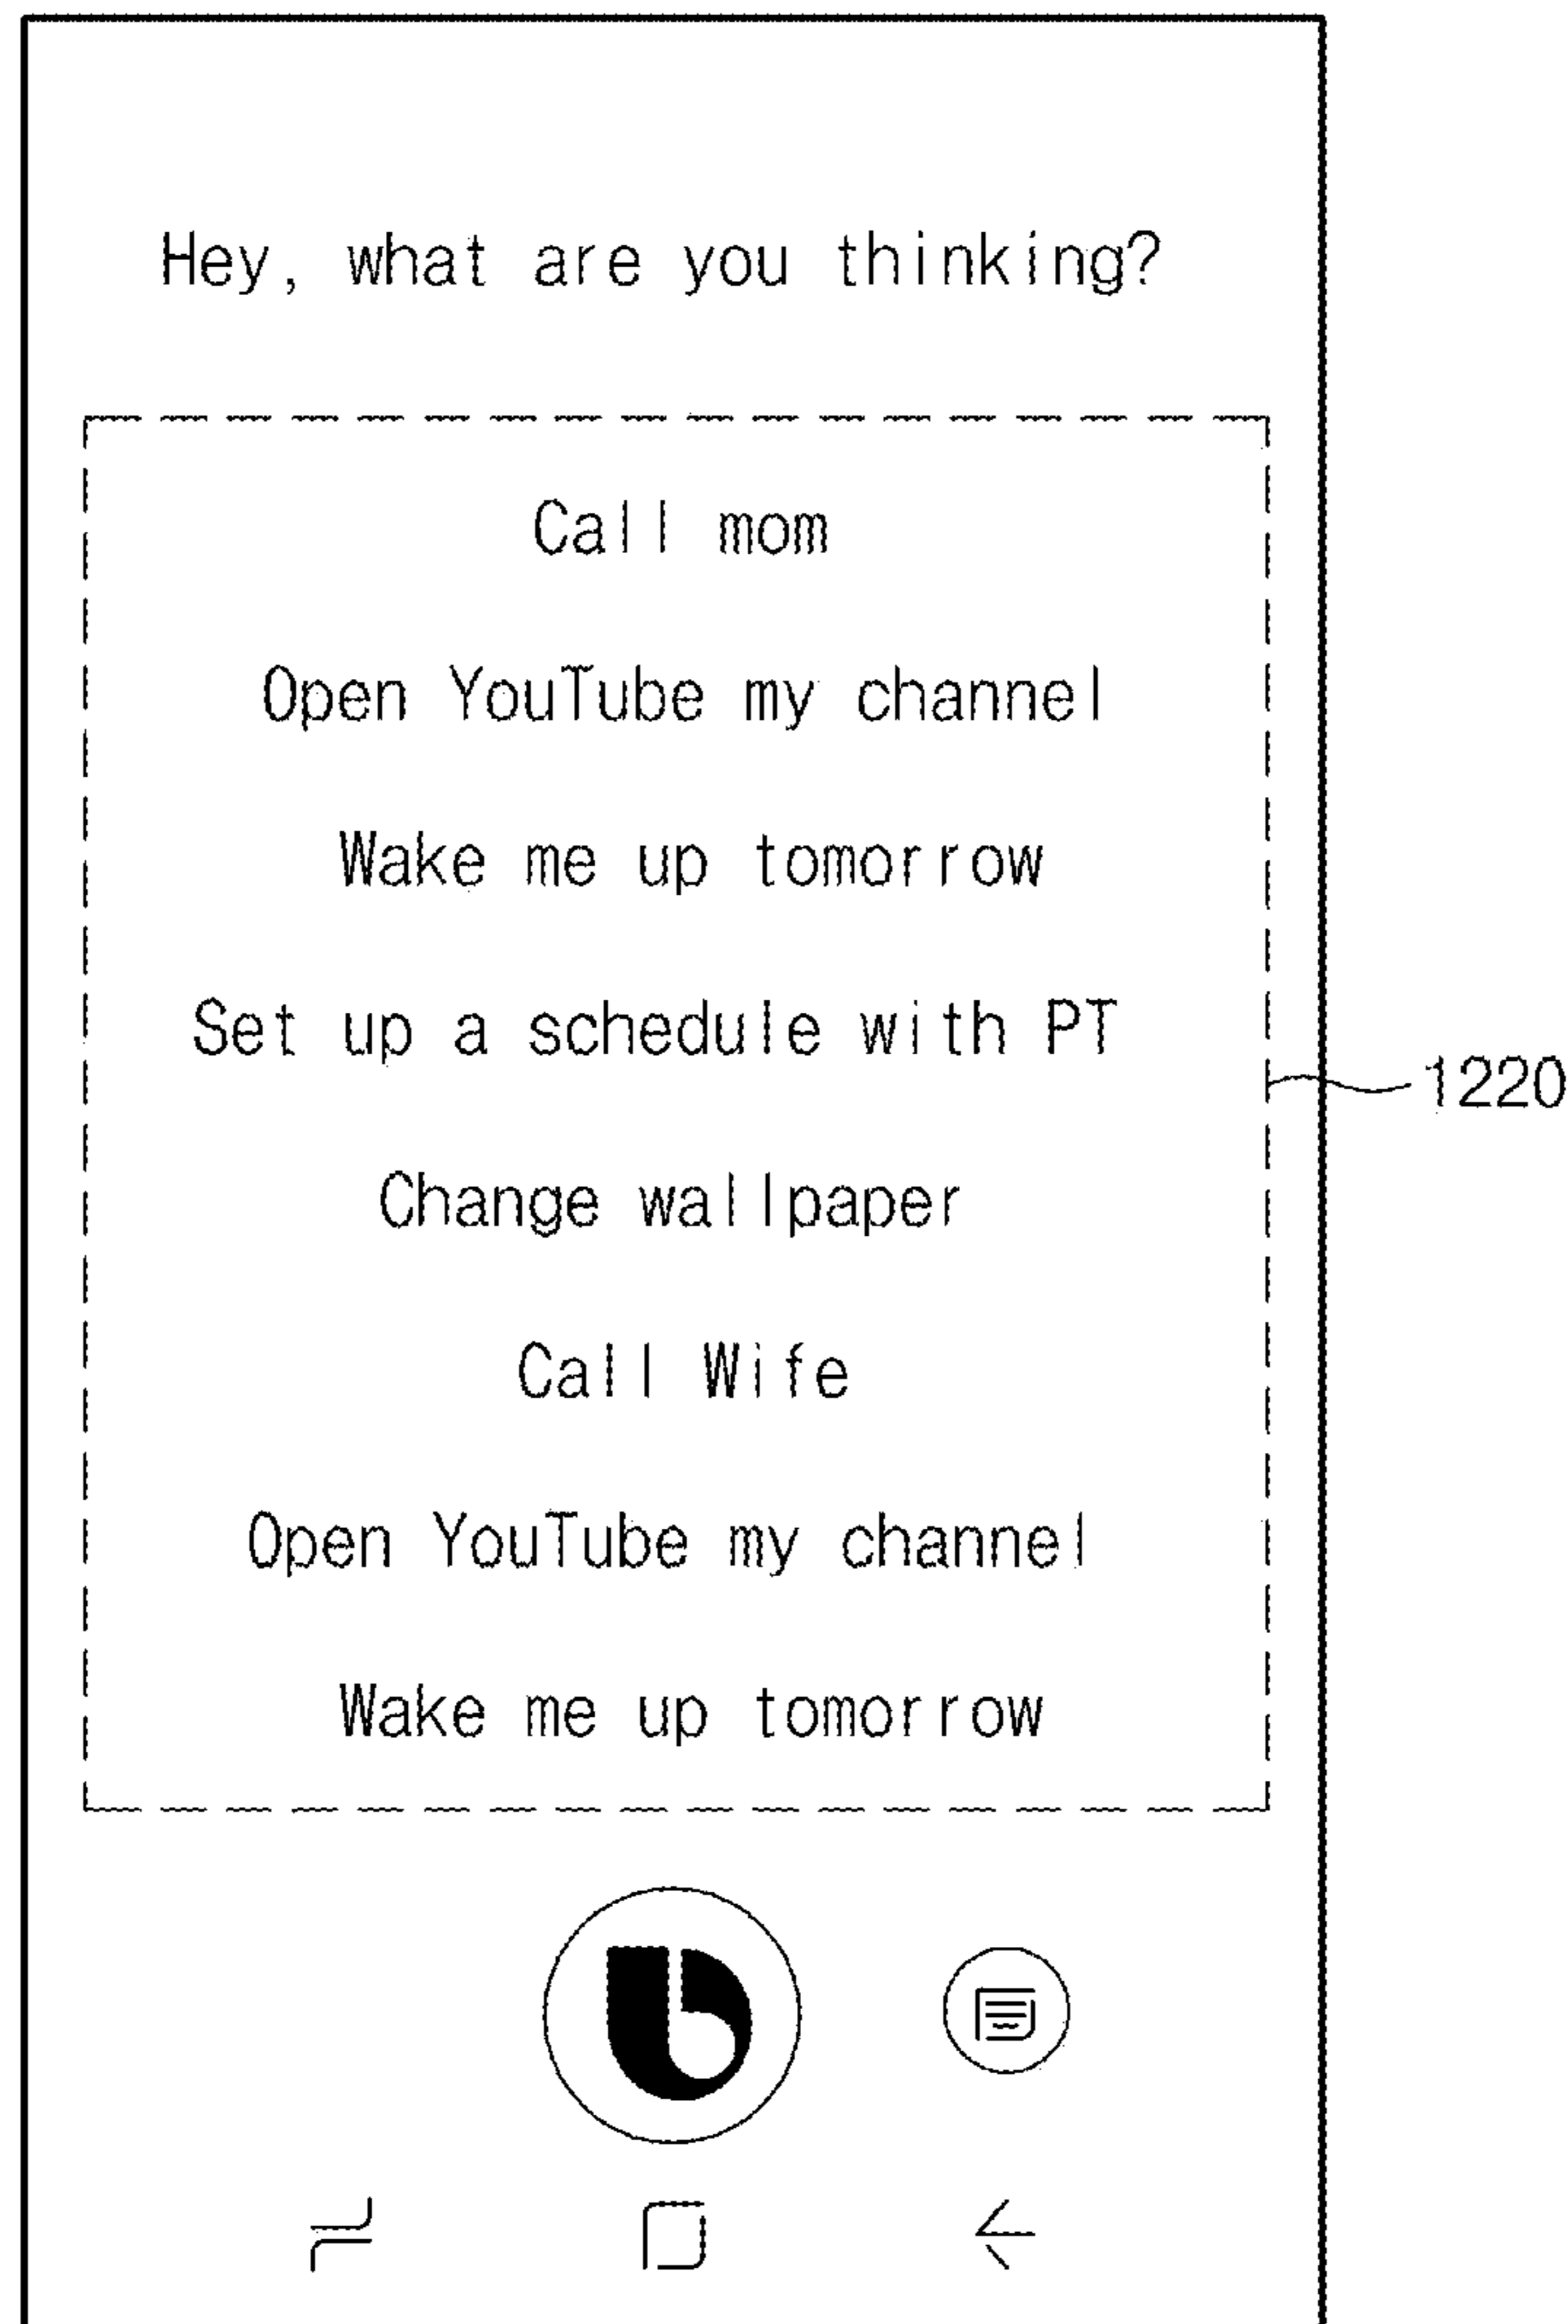 Hey, what are you thinking?
Call mom
Open YouTube my channel
Wake me up tomorrow
Set up a schedule with PT
1220
Change wallpaper
Call Wife
Open YouTube my channel
Wake me up tomorrow